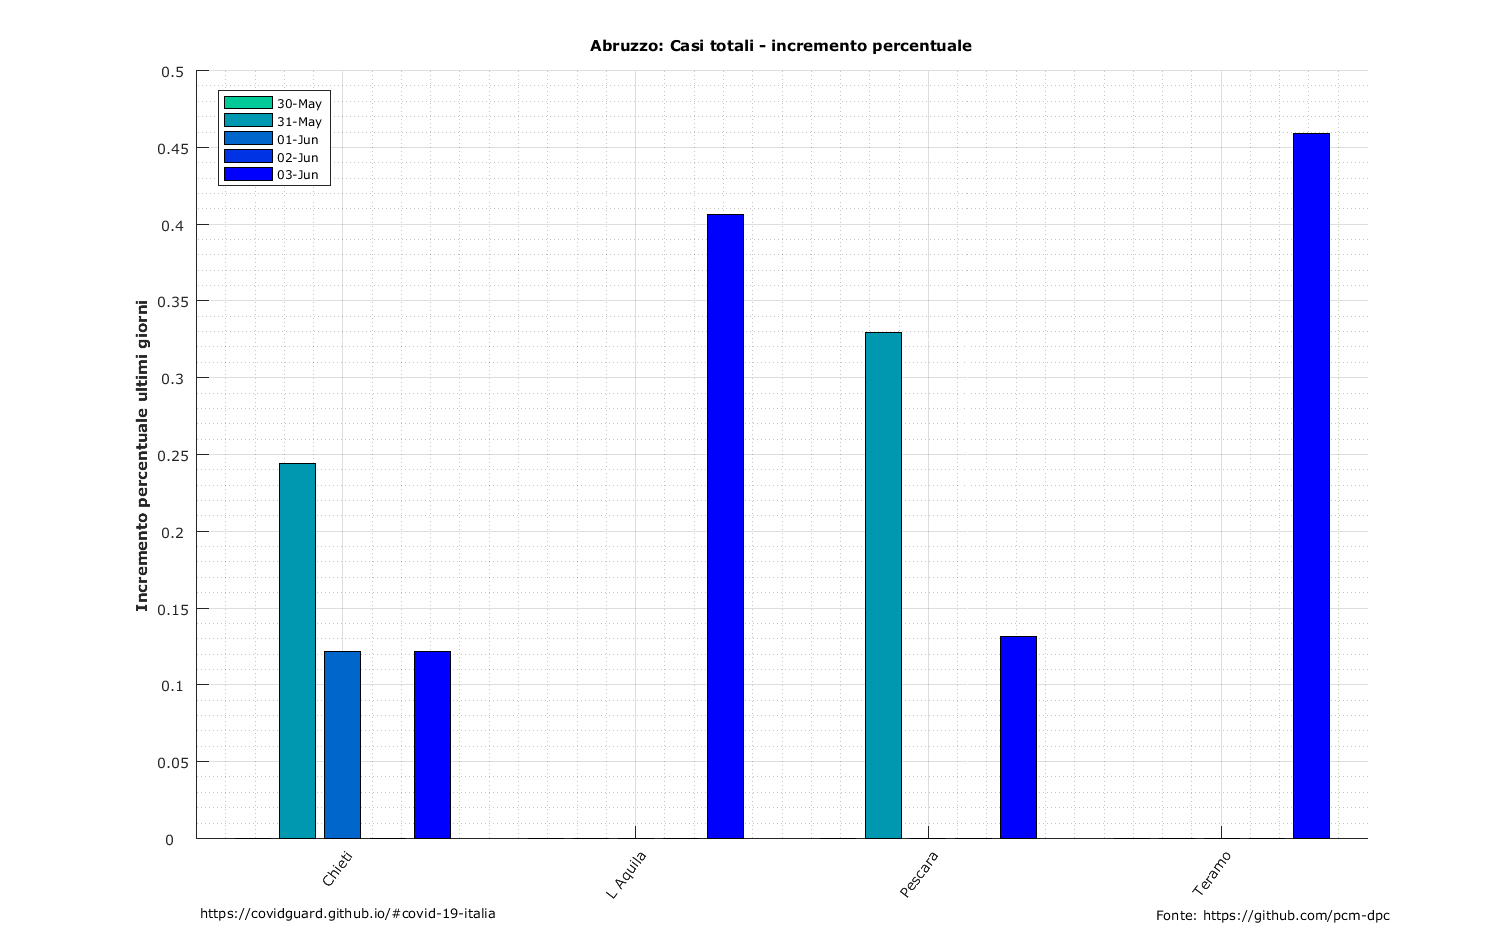 Abruzzo: Casi totali - incremento percentuale
30-May
31-May
01-Jun
02-Jun
03-Jun
Incremento percentuale ultimi giorni
0.5
0.45
0.4
0.35
0.3
0.25
0.2
0.15
0.1
0.05
0
Chieti
L Aquila
Pescara
Teramo
https://covidguard.github.io/#covid-19-italia
Fonte: https://github.com/pcm-dpc